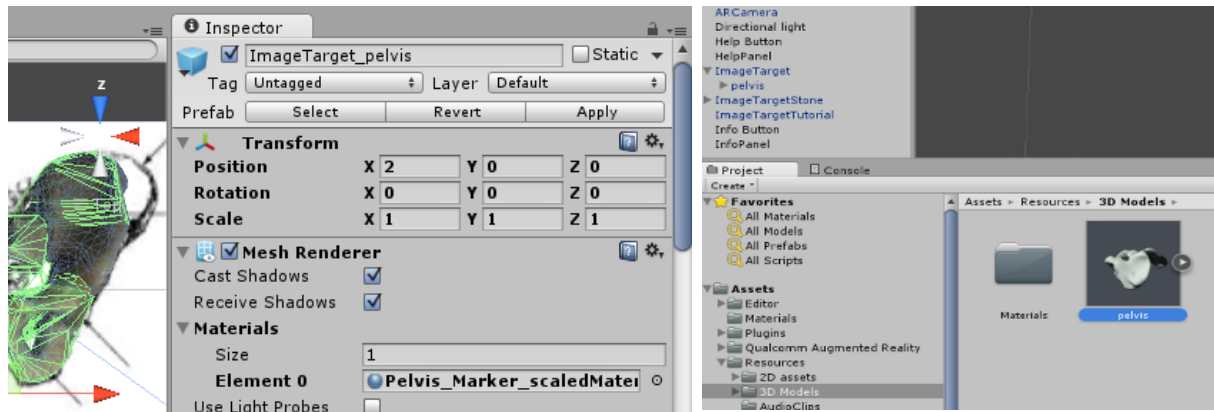 z
Inspector
ImageTarget_pelvis
Static
Tag Untagged Layer Default
Prefab Select Revert Apply
Transform
Position X 2 Y 0 Z 0
Rotation X 0 Y 0 Z 0
Scale X 1 Y 1 Z 1
Mesh Renderer
Cast Shadows
Receive Shadows
Materials
Size 1
Element 0 Pelvis_Marker_scaledMater
Use Light Probes
ARCamera
Directional light
Help Button
HelpPanel
ImageTarget
pelvis
ImageTargetStone
ImageTargetTutorial
Info Button
InfoPanel
Project Console
Create
Favorites
All Materials
All Models
All Prefabs
All Scripts
Assets
Editor
Materials
Plugins
Qualcomm Augmented Reality
Resources
2D assets
3D Models
AudioClips
Assets Resources 3D Models
Materials pelvis